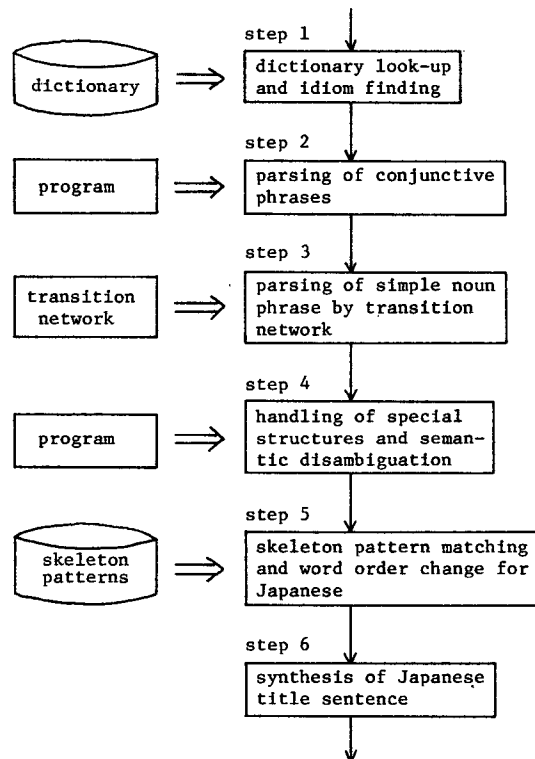 step 1
dictionary
dictionary look-up
and idiom finding
step 2
program
parsing of conjunctive
phrases
step 3
transition
network
parsing of simple noun
phrase by transition
network
step 4
program
handling of special
structures and seman-
tic disambiguation
step 5
skeleton
patterns
skeleton pattern matching
and word order change for
Japanese
step 6
synthesis of Japanese
title sentence